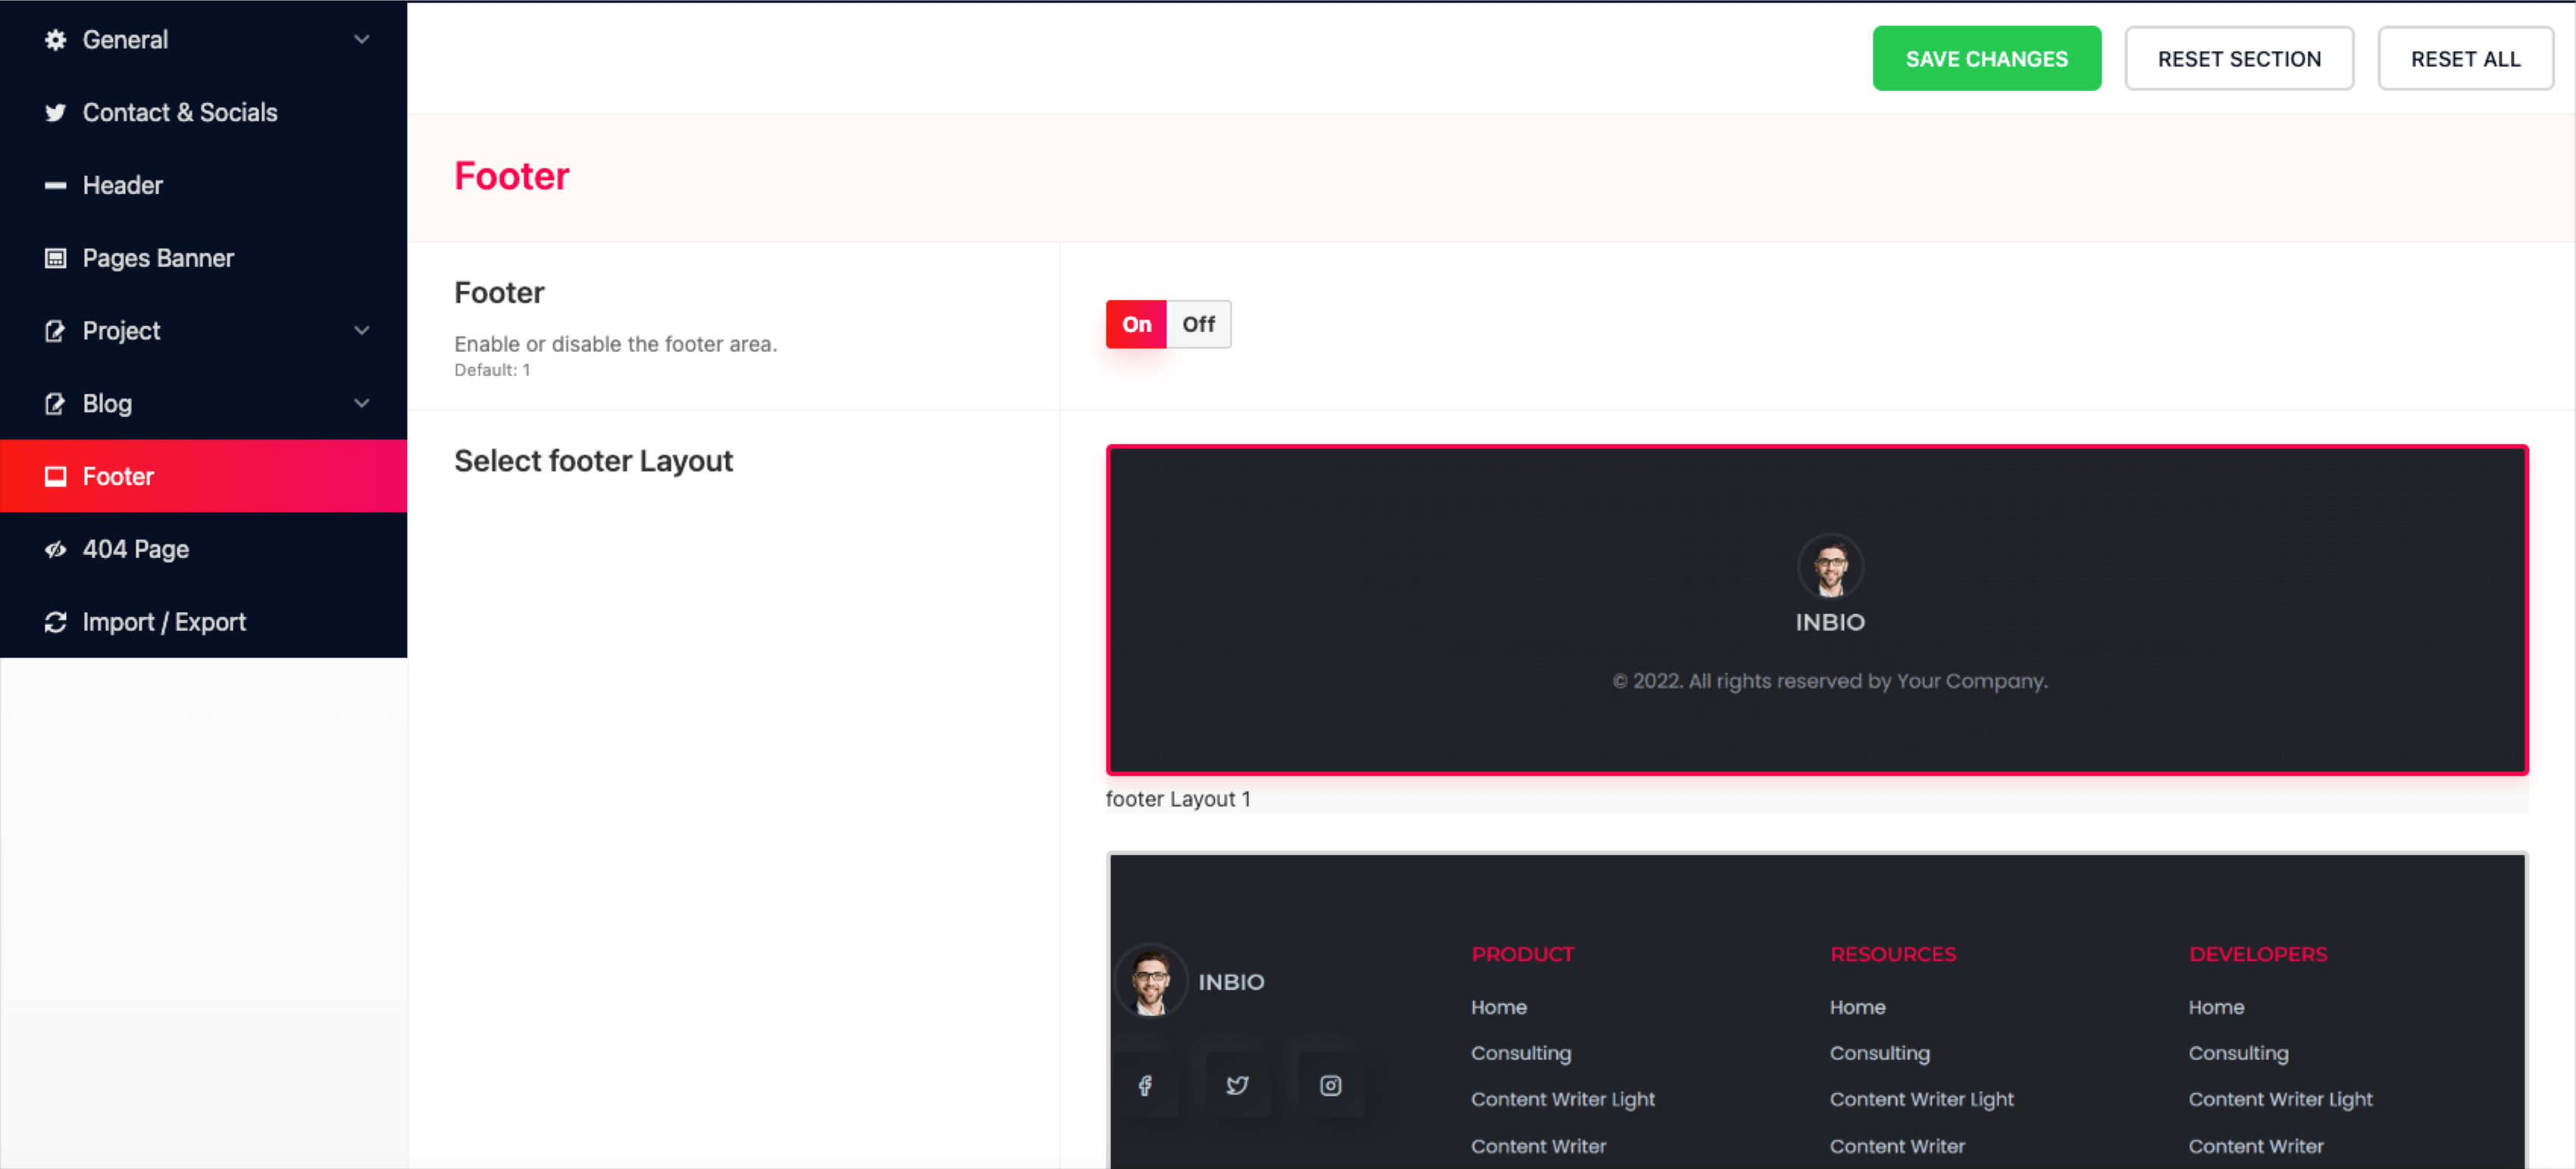 General
Contact & Socials
Header
Pages Banner
Project
Blog
Footer
404 Page
Import / Export
SAVE CHANGES
RESET SECTION
RESET ALL
Footer
Footer
Enable or disable the footer area.
Default: 1
On
Off
Select footer Layout
INBIO
© 2022. All rights reserved by Your Company.
footer Layout 1
INBIO
PRODUCT
Home
Consulting
Content Writer Light
Content Writer
RESOURCES
Home
Consulting
Content Writer Light
Content Writer
DEVELOPERS
Home
Consulting
Content Writer Light
Content Writer